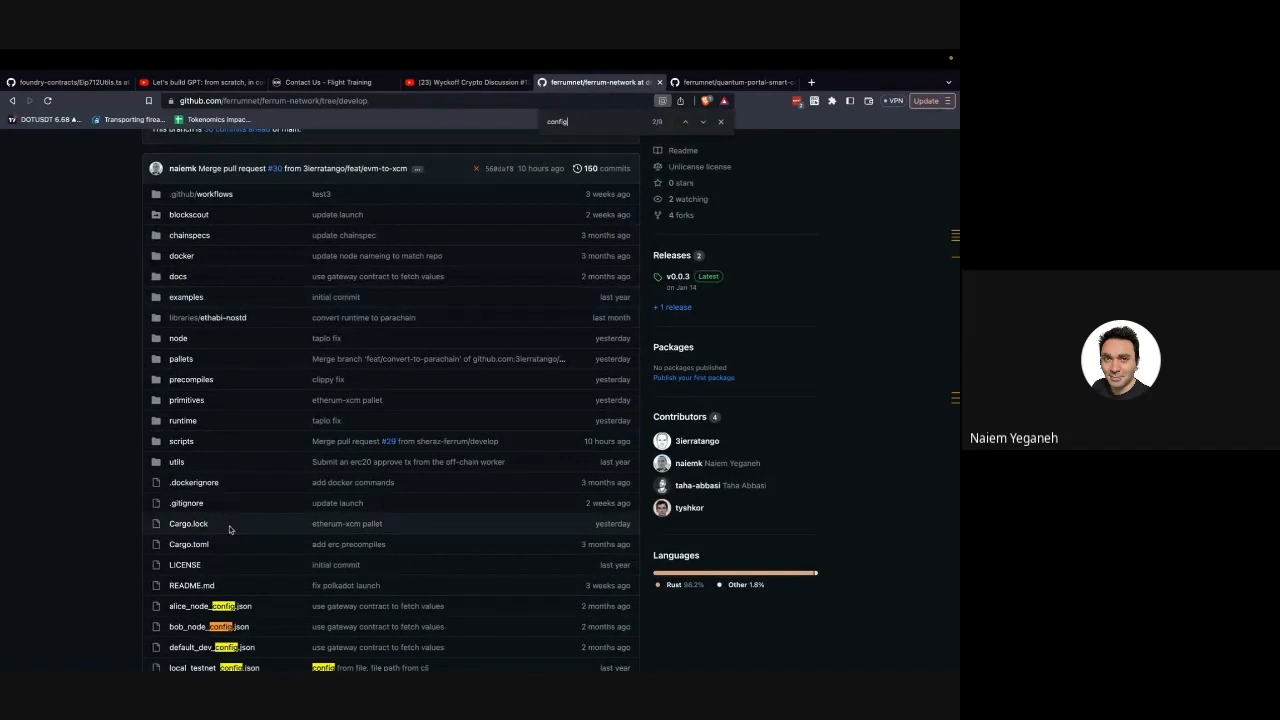 foundry-contracts/Eip712Utils.ts at
Let's build GPT: from scratch, in co
Contact Us - Flight Training
(23) Wyckoff Crypto Discussion #1
ferrumnet/ferrum-network at d
ferrumnet/quantum-portal-smart-c
github.com/ferrumnet/ferrum-network/tree/develop
VPN
Update
DOTUSDT 6.68 ▲...
Transporting firea...
Tokenomics impac...
config
2/9
This branch is 30 commits ahead of main.
naiemk Merge pull request #30 from 3ierratango/feat/evm-to-xcm ...
560daf8 10 hours ago
150 commits
.github/workflows test3 3 weeks ago
blockscout update launch 2 weeks ago
chainspecs update chainspec 3 months ago
docker update node nameing to match repo 3 months ago
docs use gateway contract to fetch values 2 months ago
examples initial commit last year
libraries/ethabi-nostd convert runtime to parachain last month
node tapio fix yesterday
pallets Merge branch 'feat/convert-to-parachain' of github.com:3ierratango/... yesterday
precompiles clippy fix yesterday
primitives etherum-xcm pallet yesterday
runtime tapio fix yesterday
scripts Merge pull request #29 from sheraz-ferrum/develop 10 hours ago
utils Submit an erc20 approve tx from the off-chain worker last year
.dockerignore add docker commands 3 months ago
.gitignore update launch 2 weeks ago
Cargo.lock etherum-xcm pallet yesterday
Cargo.toml add erc precompiles 3 months ago
LICENSE initial commit last year
README.md fix polkadot launch 3 weeks ago
alice_node_config.json use gateway contract to fetch values 2 months ago
bob_node_config.json use gateway contract to fetch values 2 months ago
default_dev_config.json use gateway contract to fetch values 2 months ago
local_testnet_config.json config from file, file path from cli last year
Readme
Unlicense license
0 stars
2 watching
4 forks
Releases 2
v0.0.3 Latest
on Jan 14
+ 1 release
Packages
No packages published
Publish your first package
Contributors 4
3ierratango
naiemk Naiem Yeganeh
taha-abbasi Taha Abbasi
tyshkor
Languages
Rust 98.2% Other 1.8%
Naiem Yeganeh